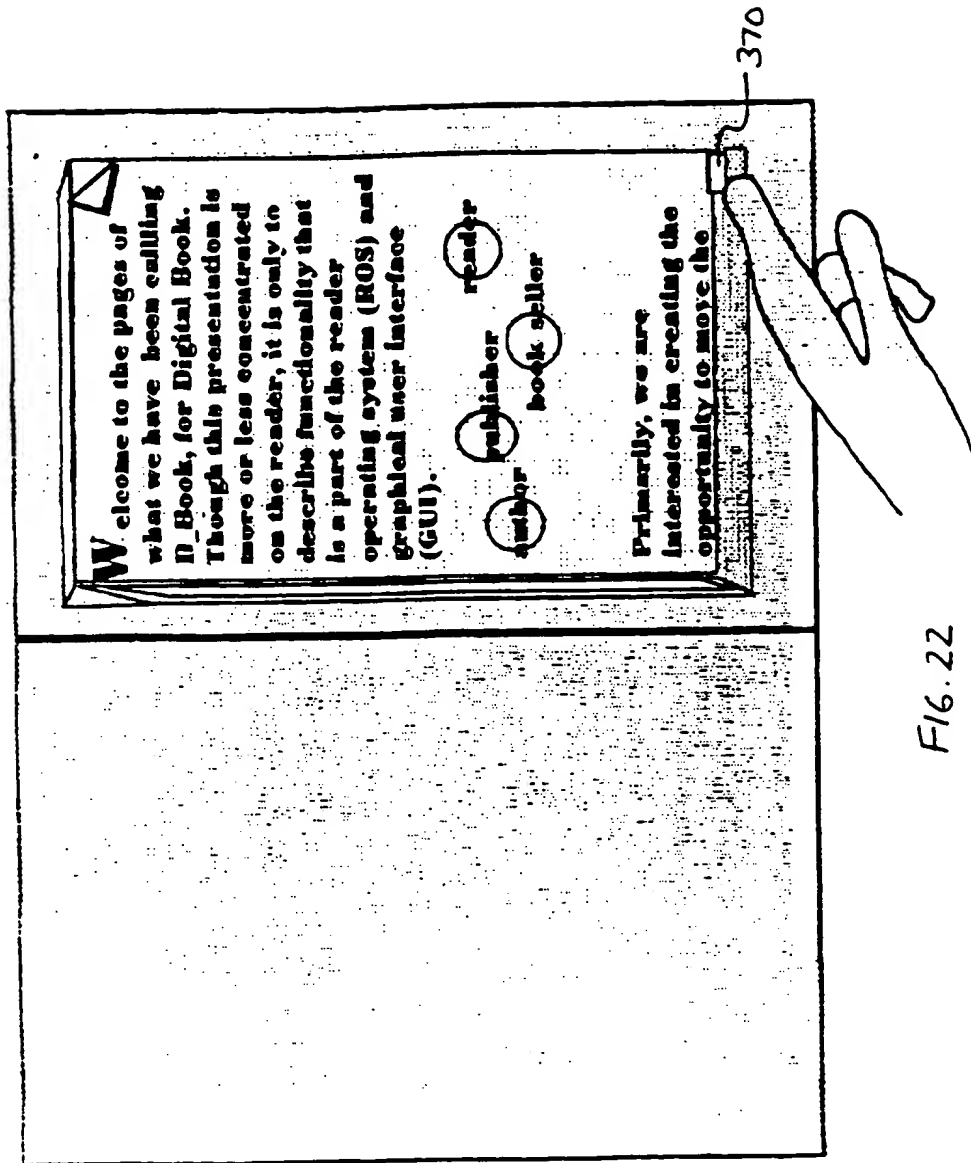 Welcome to the pages of
what we have been callling
D_Book, for Digital Book.
Though this presentation is
more or less concentrated
on the reader, it is only to
describe functionality that
is a part of the reader
operating system (ROS) and
graphical user interface
(GUI).
author publisher reader
book seller
Primarily, we are
interested in creating the
opportunity to move the
370
FIG. 22